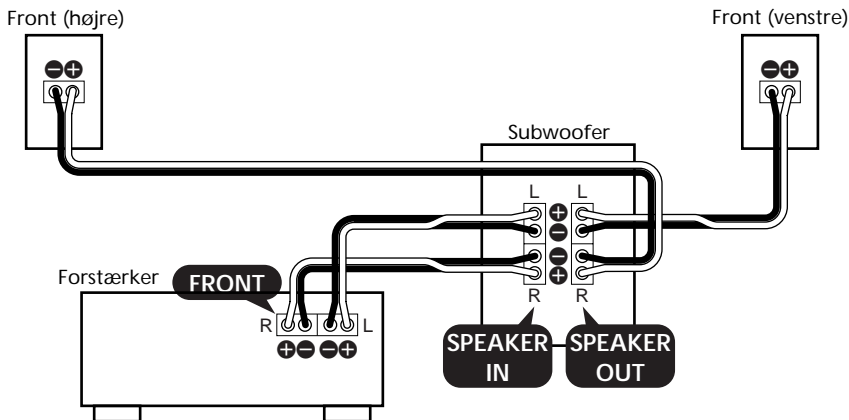 Front (højre)
Front (venstre)
Subwoofer
L L
R R
Forstærker
FRONT
R L
SPEAKER
IN
SPEAKER
OUT